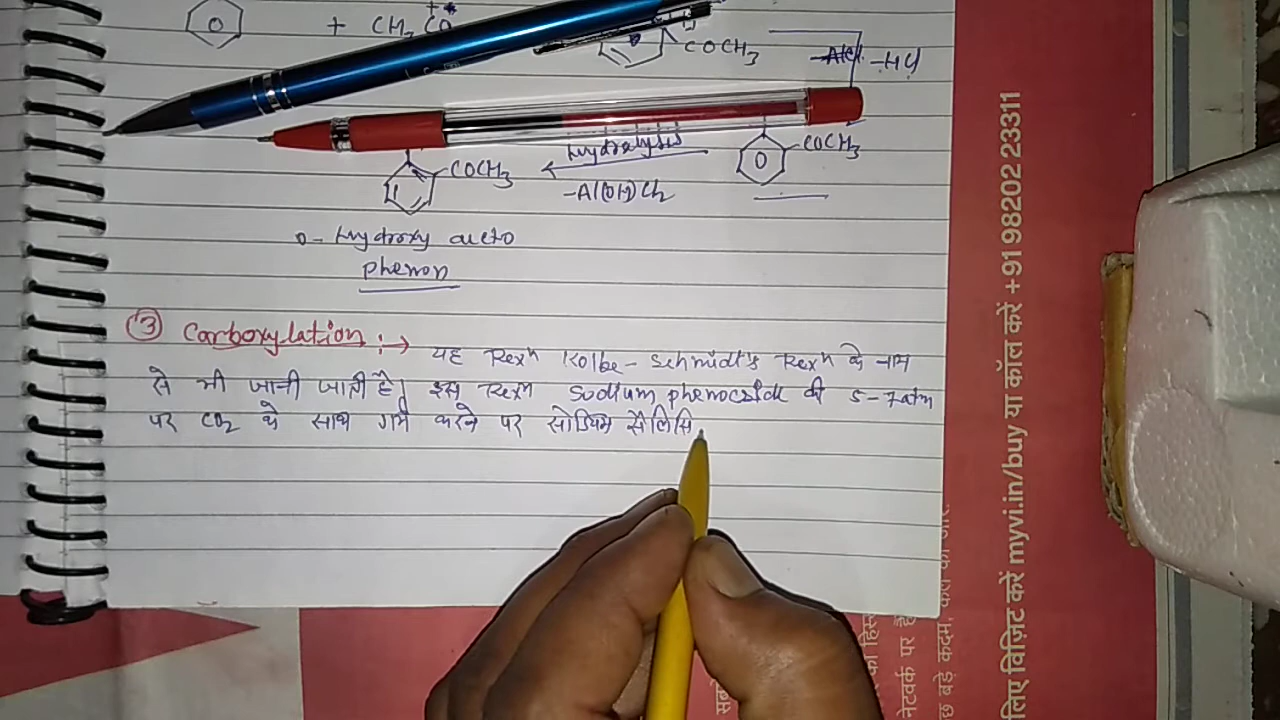 + CH3 CO+
COCH3
-HCl
COCH3 hydrolysis COCH3
-Al(OH)Cl2
o- Hydroxy aceto
phenon
③ Carboxylation :→ यह Rexn Kolbe - Schmidt's Rexn के नाम
से भी जानी जाती है। इस Rexn Sodium phenoxide की 5-7atm
पर CO2 के साथ गर्म करने पर सोडियम सैलिसि
लिए विज़िट करें myvi.in/buy या कॉल करें +91 98202 23311